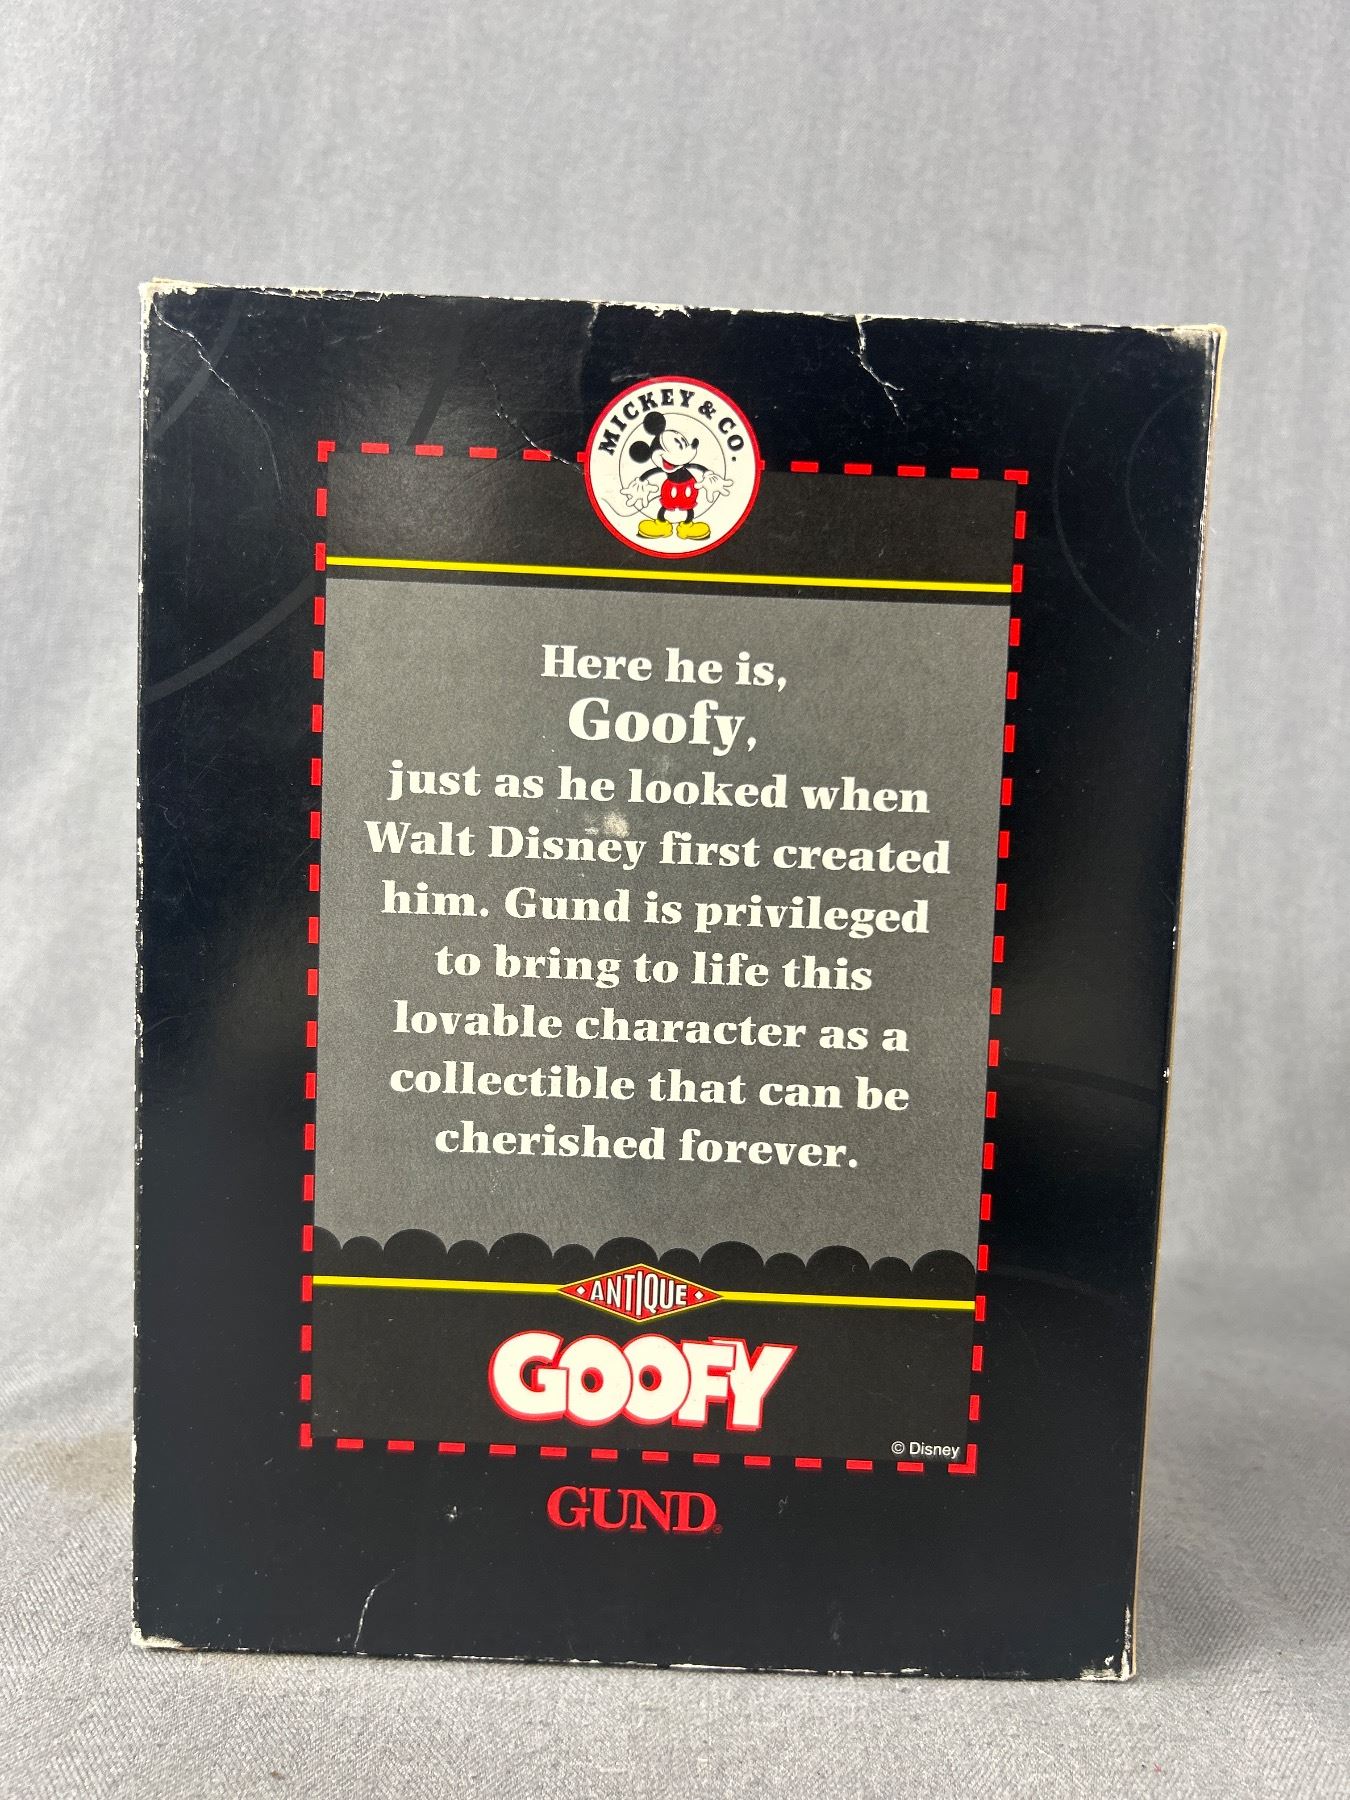 MICKEY & CO.
Here he is,
Goofy,
just as he looked when
Walt Disney first created
him. Gund is privileged
to bring to life this
lovable character as a
collectible that can be
cherished forever.
ANTIQUE
GOOFY
© Disney
GUND®